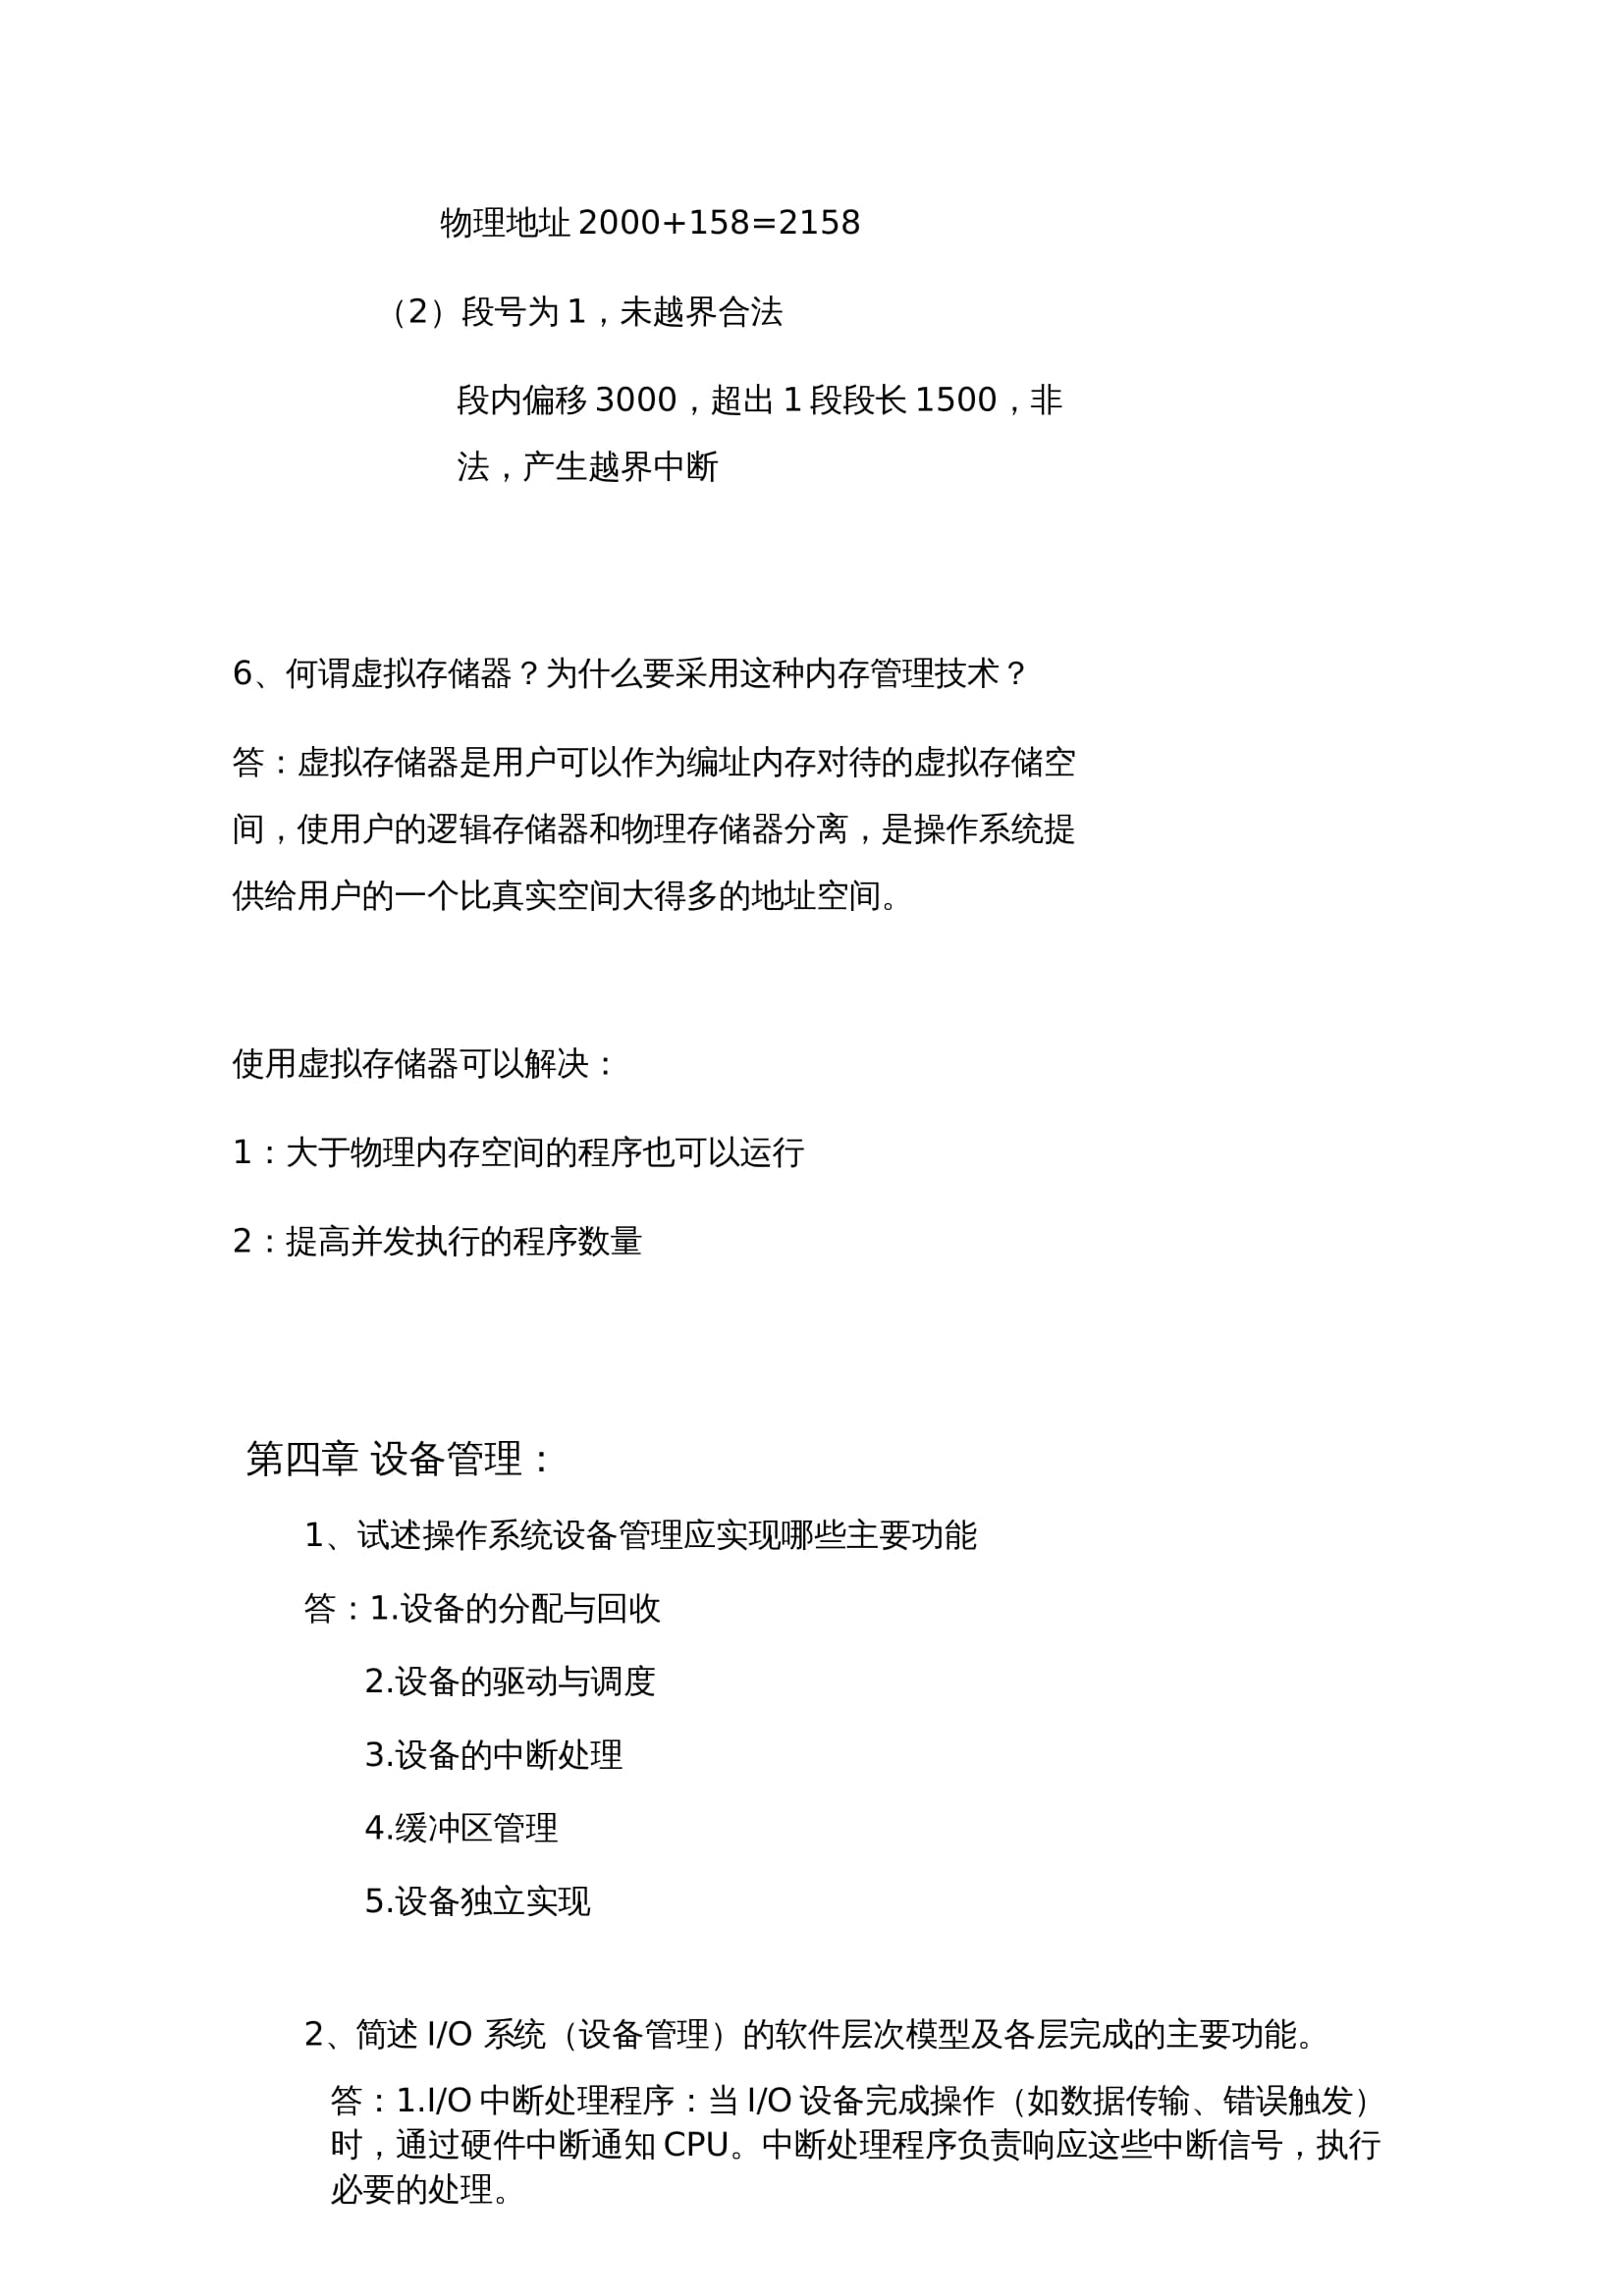 物理地址 2000+158=2158
（2）段号为 1，未越界合法
段内偏移 3000，超出 1 段段长 1500，非
法，产生越界中断
6、何谓虚拟存储器？为什么要采用这种内存管理技术？
答：虚拟存储器是用户可以作为编址内存对待的虚拟存储空
间，使用户的逻辑存储器和物理存储器分离，是操作系统提
供给用户的一个比真实空间大得多的地址空间。
使用虚拟存储器可以解决：
1：大于物理内存空间的程序也可以运行
2：提高并发执行的程序数量
第四章 设备管理：
1、试述操作系统设备管理应实现哪些主要功能
答：1.设备的分配与回收
2.设备的驱动与调度
3.设备的中断处理
4.缓冲区管理
5.设备独立实现
2、简述 I/O 系统（设备管理）的软件层次模型及各层完成的主要功能。
答：1.I/O 中断处理程序：当 I/O 设备完成操作（如数据传输、错误触发）
时，通过硬件中断通知 CPU。中断处理程序负责响应这些中断信号，执行
必要的处理。